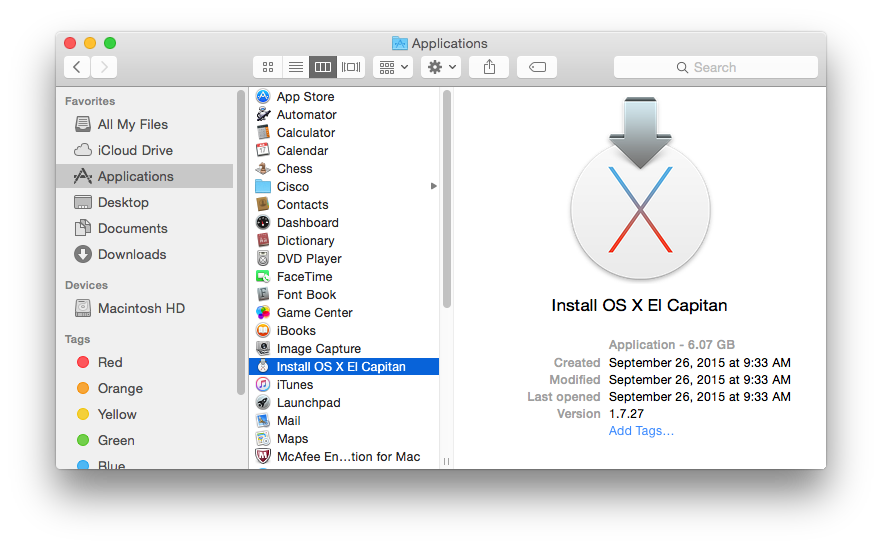 Applications
Search
Favorites
All My Files
iCloud Drive
Applications
Desktop
Documents
Downloads
Devices
Macintosh HD
Tags
Red
Orange
Yellow
Green
Blue
App Store
Automator
Calculator
Calendar
Chess
Cisco
Contacts
Dashboard
Dictionary
DVD Player
FaceTime
Font Book
Game Center
iBooks
Image Capture
Install OS X El Capitan
iTunes
Launchpad
Mail
Maps
McAfee En...tion for Mac
Install OS X El Capitan
Application - 6.07 GB
Created September 26, 2015 at 9:33 AM
Modified September 26, 2015 at 9:33 AM
Last opened September 26, 2015 at 9:33 AM
Version 1.7.27
Add Tags...